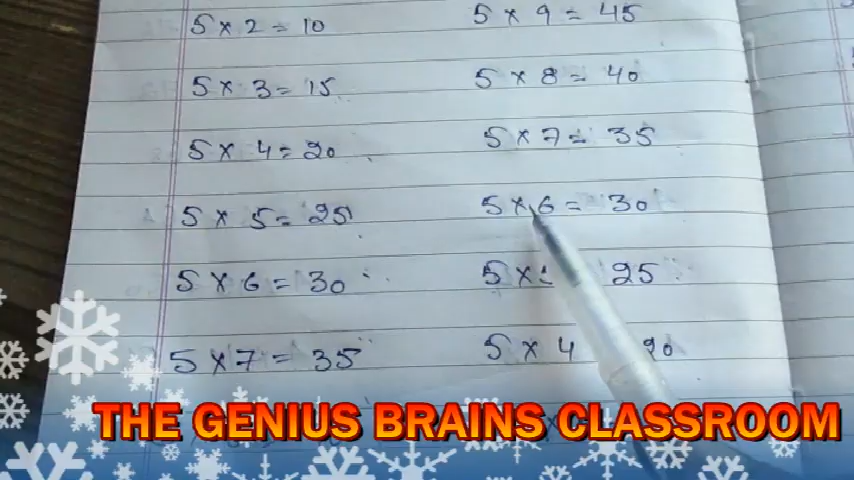 5 × 2 = 10
5 × 3 = 15
5 × 4 = 20
5 × 5 = 25
5 × 6 = 30
5 × 7 = 35
5 × 9 = 45
5 × 8 = 40
5 × 7 = 35
5 × 6 = 30
5 × 25
5 × 4 20
THE GENIUS BRAINS CLASSROOM